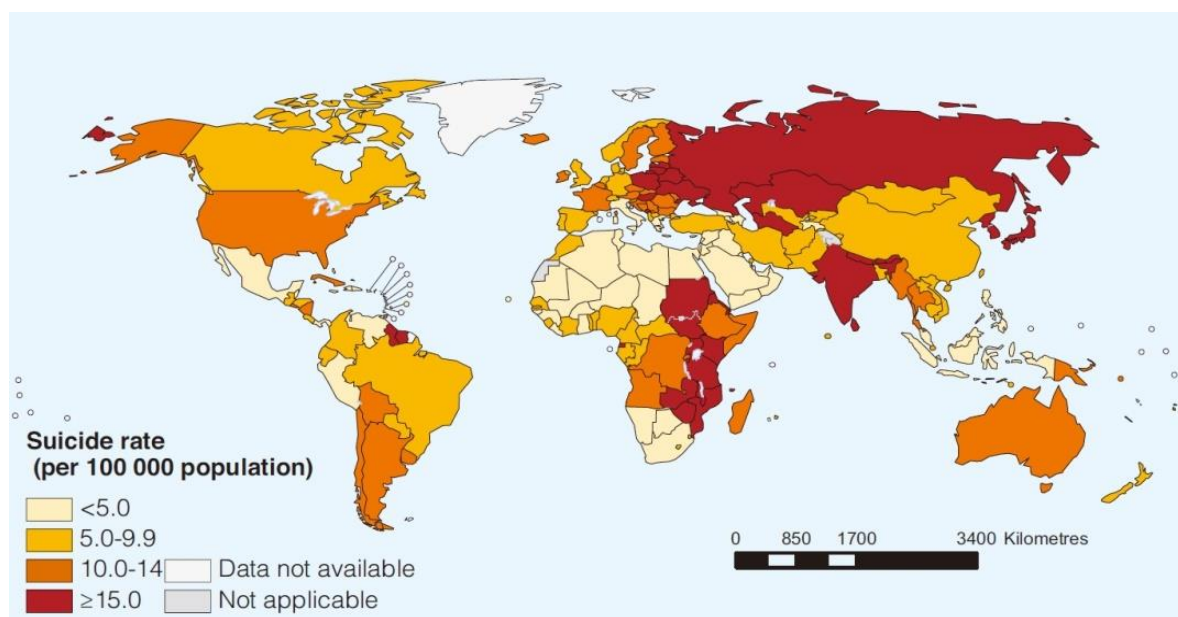 Suicide rate
(per 100 000 population)
<5.0
5.0-9.9
10.0-14
≥15.0
Data not available
Not applicable
0 850 1700 3400 Kilometres